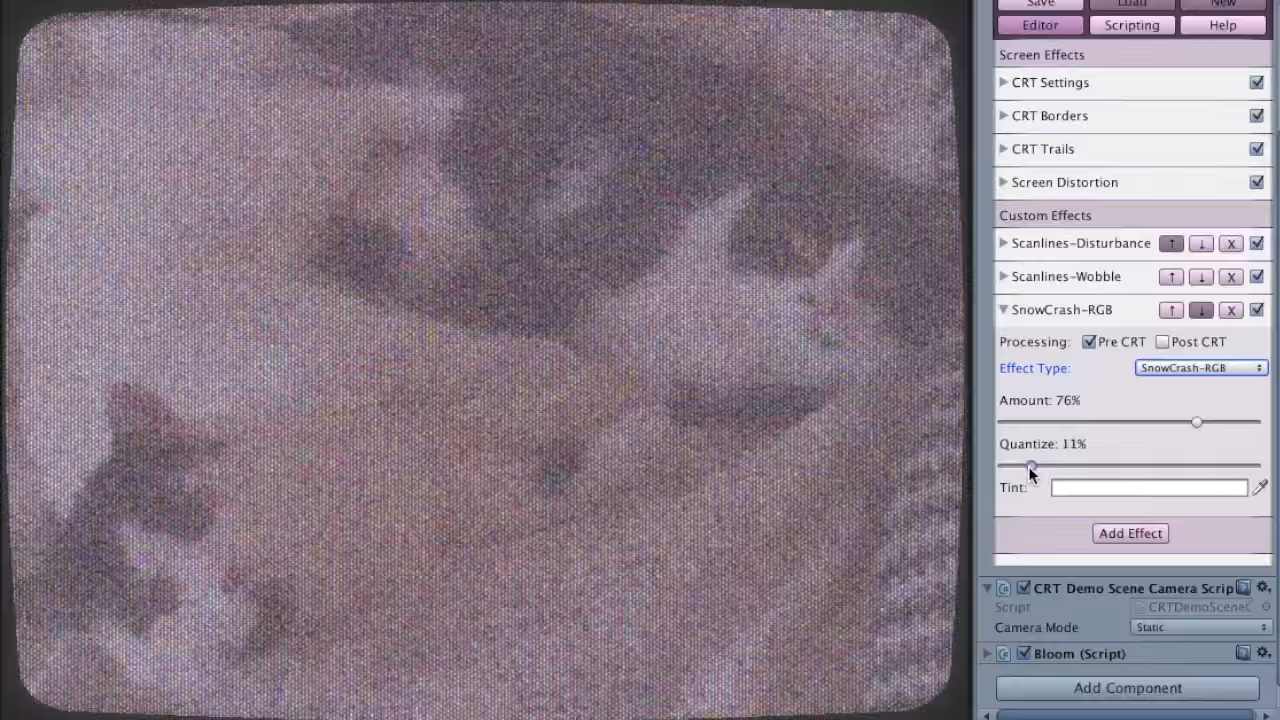 Save Load New
Editor Scripting Help
Screen Effects
CRT Settings
CRT Borders
CRT Trails
Screen Distortion
Custom Effects
Scanlines-Disturbance ↑ ↓ X
Scanlines-Wobble ↑ ↓ X
SnowCrash-RGB ↑ ↓ X
Processing: Pre CRT Post CRT
Effect Type: SnowCrash-RGB
Amount: 76%
Quantize: 11%
Tint:
Add Effect
CRT Demo Scene Camera Scrip
Script CRTDemoSceneC
Camera Mode Static
Bloom (Script)
Add Component